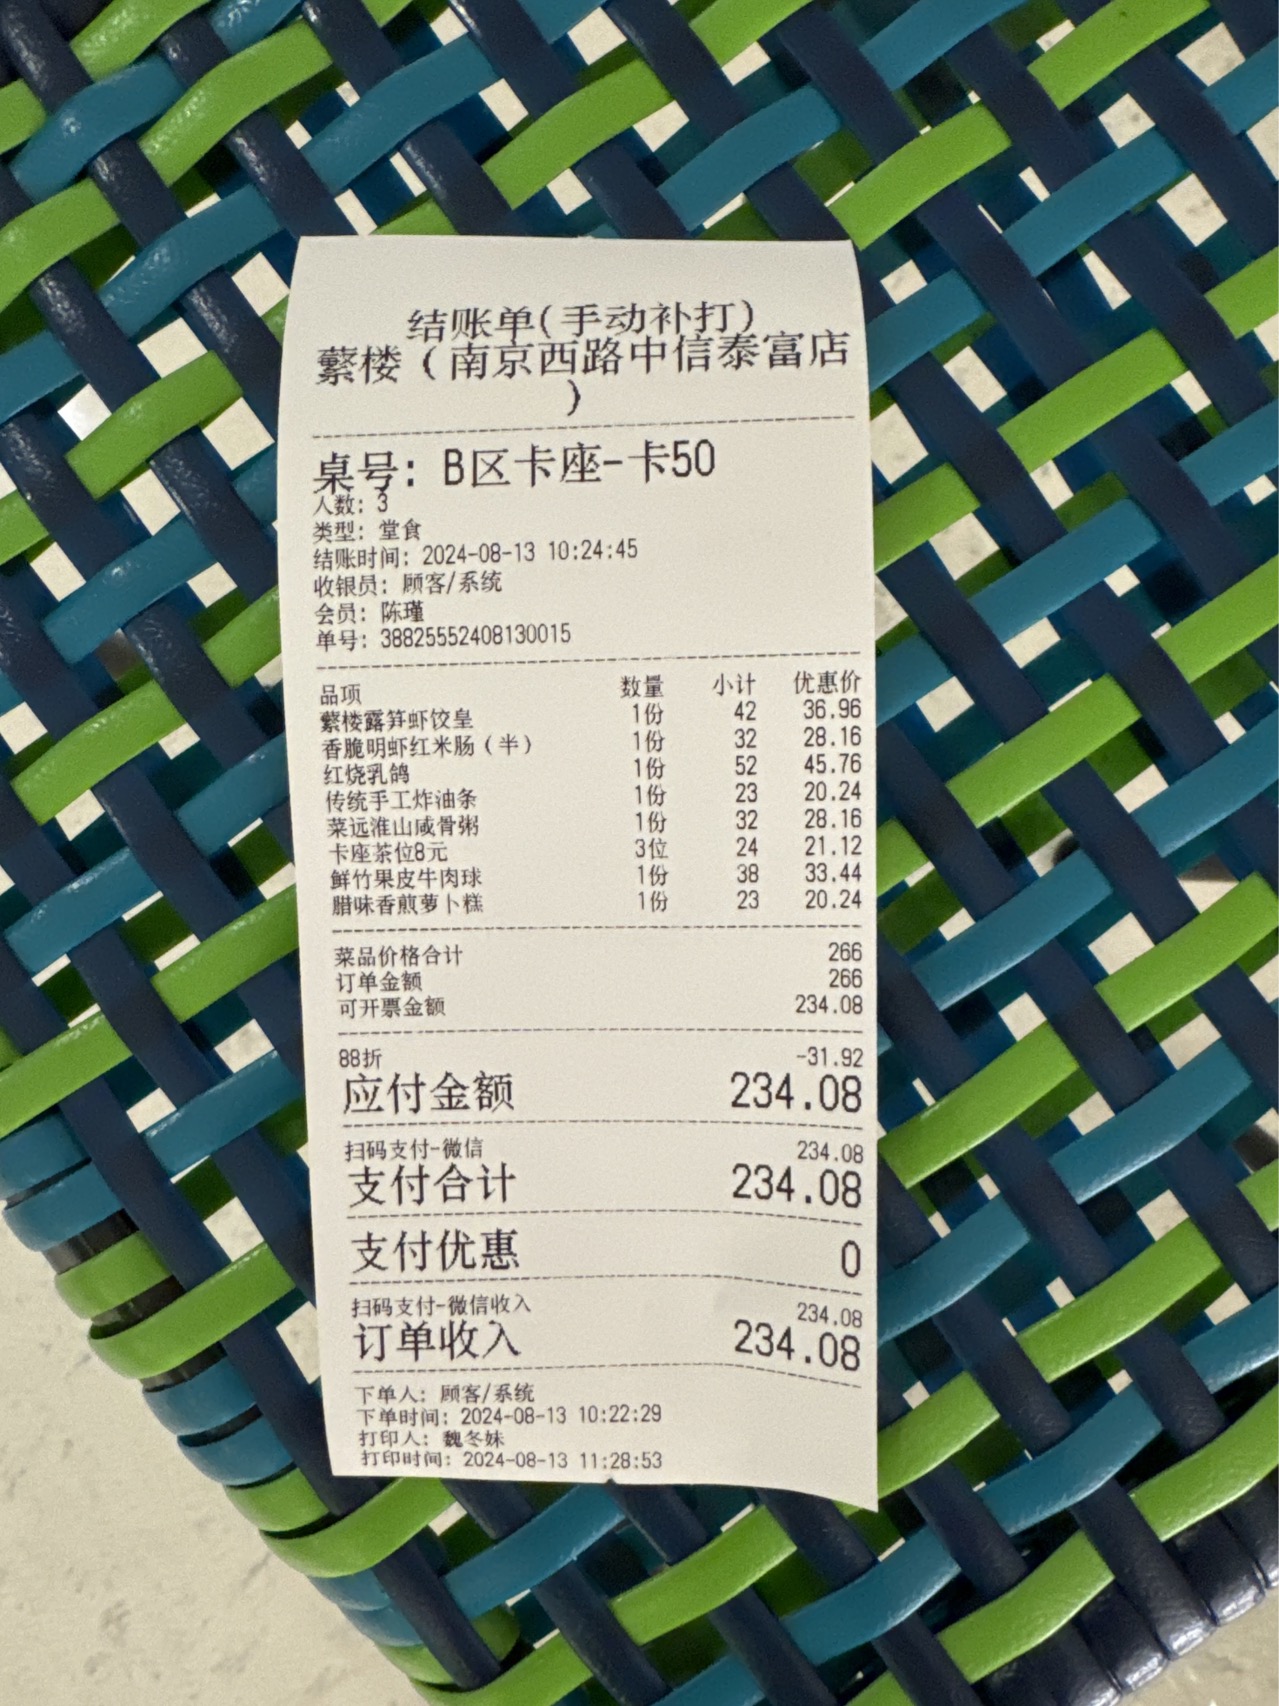 结账单(手动补打)
蘩楼（南京西路中信泰富店
）
桌号: B区卡座-卡50
人数: 3
类型: 堂食
结账时间: 2024-08-13 10:24:45
收银员: 顾客/系统
会员: 陈瑾
单号: 38825552408130015
品项 数量 小计 优惠价
蘩楼露笋虾饺皇 1份 42 36.96
香脆明虾红米肠（半） 1份 32 28.16
红烧乳鸽 1份 52 45.76
传统手工炸油条 1份 23 20.24
菜远淮山咸骨粥 1份 32 28.16
卡座茶位8元 3位 24 21.12
鲜竹果皮牛肉球 1份 38 33.44
腊味香煎萝卜糕 1份 23 20.24
菜品价格合计 266
订单金额 266
可开票金额 234.08
88折 -31.92
应付金额 234.08
扫码支付-微信 234.08
支付合计 234.08
支付优惠 0
扫码支付-微信收入 234.08
订单收入 234.08
下单人: 顾客/系统
下单时间: 2024-08-13 10:22:29
打印人: 魏冬妹
打印时间: 2024-08-13 11:28:53